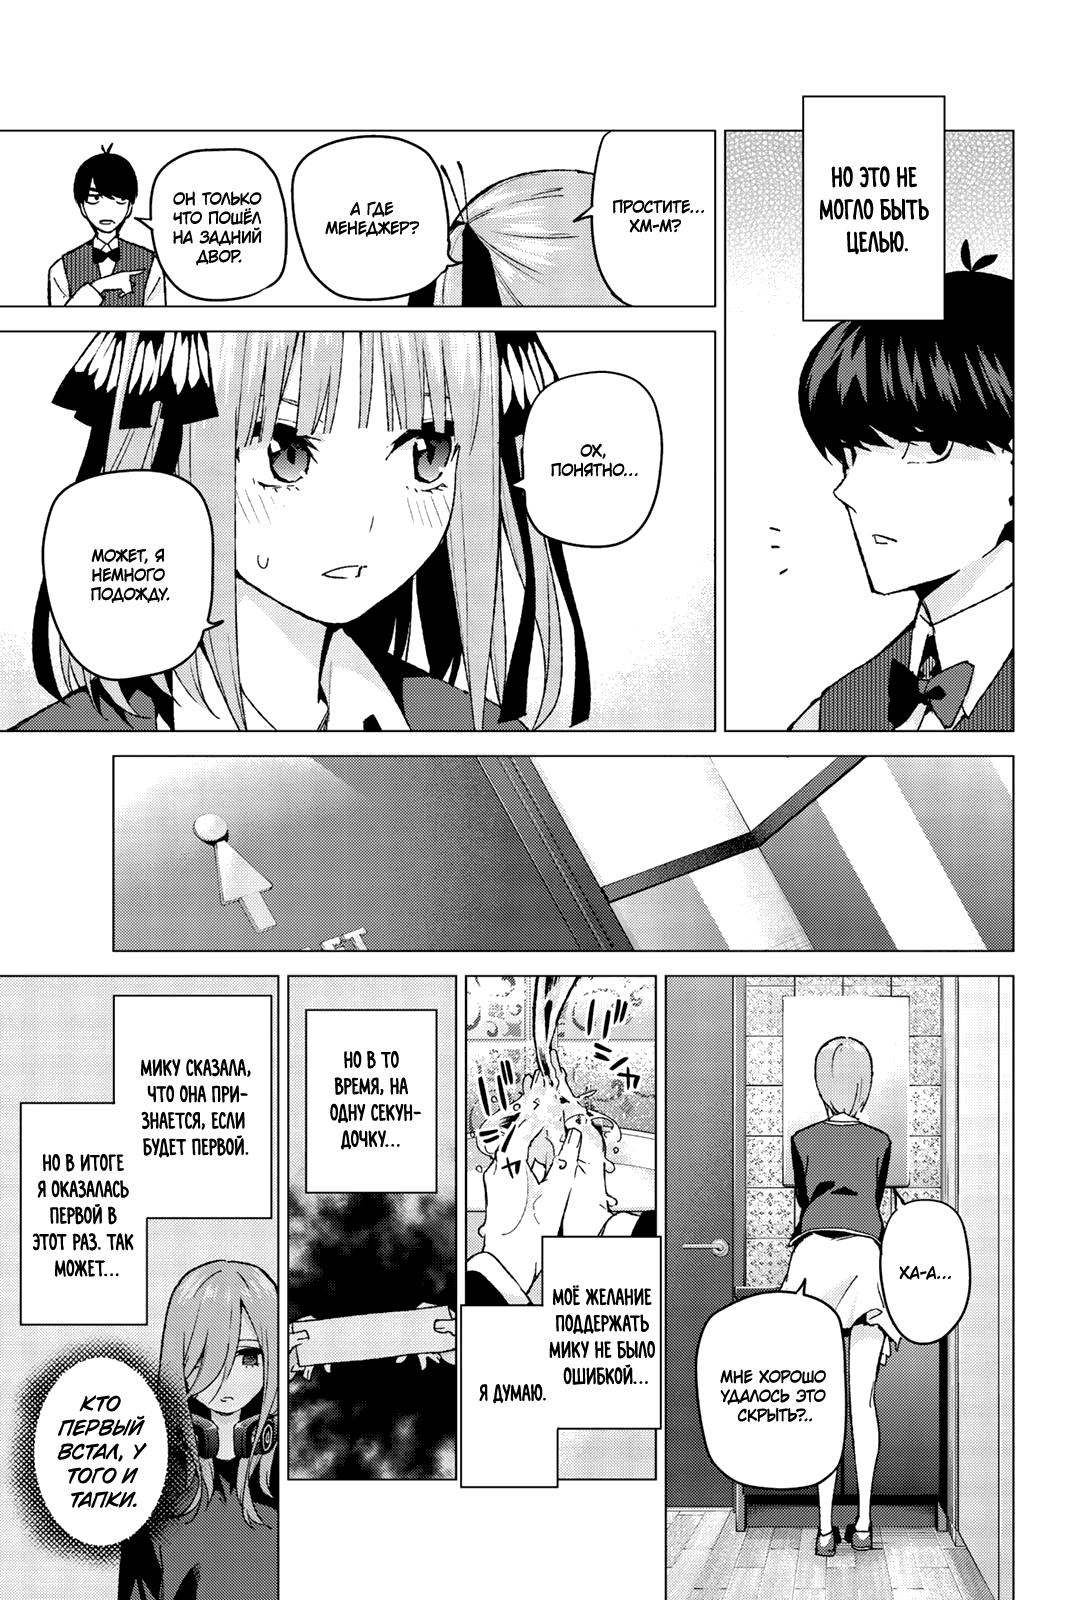 НО ЭТО НЕ
МОГЛО БЫТЬ
ЦЕЛЬЮ.
ПРОСТИТЕ...
ХМ-М?
А ГДЕ
МЕНЕДЖЕР?
ОН ТОЛЬКО
ЧТО ПОШЁЛ
НА ЗАДНИЙ
ДВОР.
ОХ,
ПОНЯТНО...
МОЖЕТ, Я
НЕМНОГО
ПОДОЖДУ.
ХА-А...
МНЕ ХОРОШО
УДАЛОСЬ ЭТО
СКРЫТЬ?..
МОЁ ЖЕЛАНИЕ
ПОДДЕРЖАТЬ
МИКУ НЕ БЫЛО
ОШИБКОЙ...
Я ДУМАЮ.
НО В ТО
ВРЕМЯ, НА
ОДНУ СЕКУН-
ДОЧКУ...
МИКУ СКАЗАЛА,
ЧТО ОНА ПРИ-
ЗНАЕТСЯ, ЕСЛИ
БУДЕТ ПЕРВОЙ.
НО В ИТОГЕ
Я ОКАЗАЛАСЬ
ПЕРВОЙ В
ЭТОТ РАЗ. ТАК
МОЖЕТ...
КТО
ПЕРВЫЙ
ВСТАЛ, У
ТОГО И
ТАПКИ.